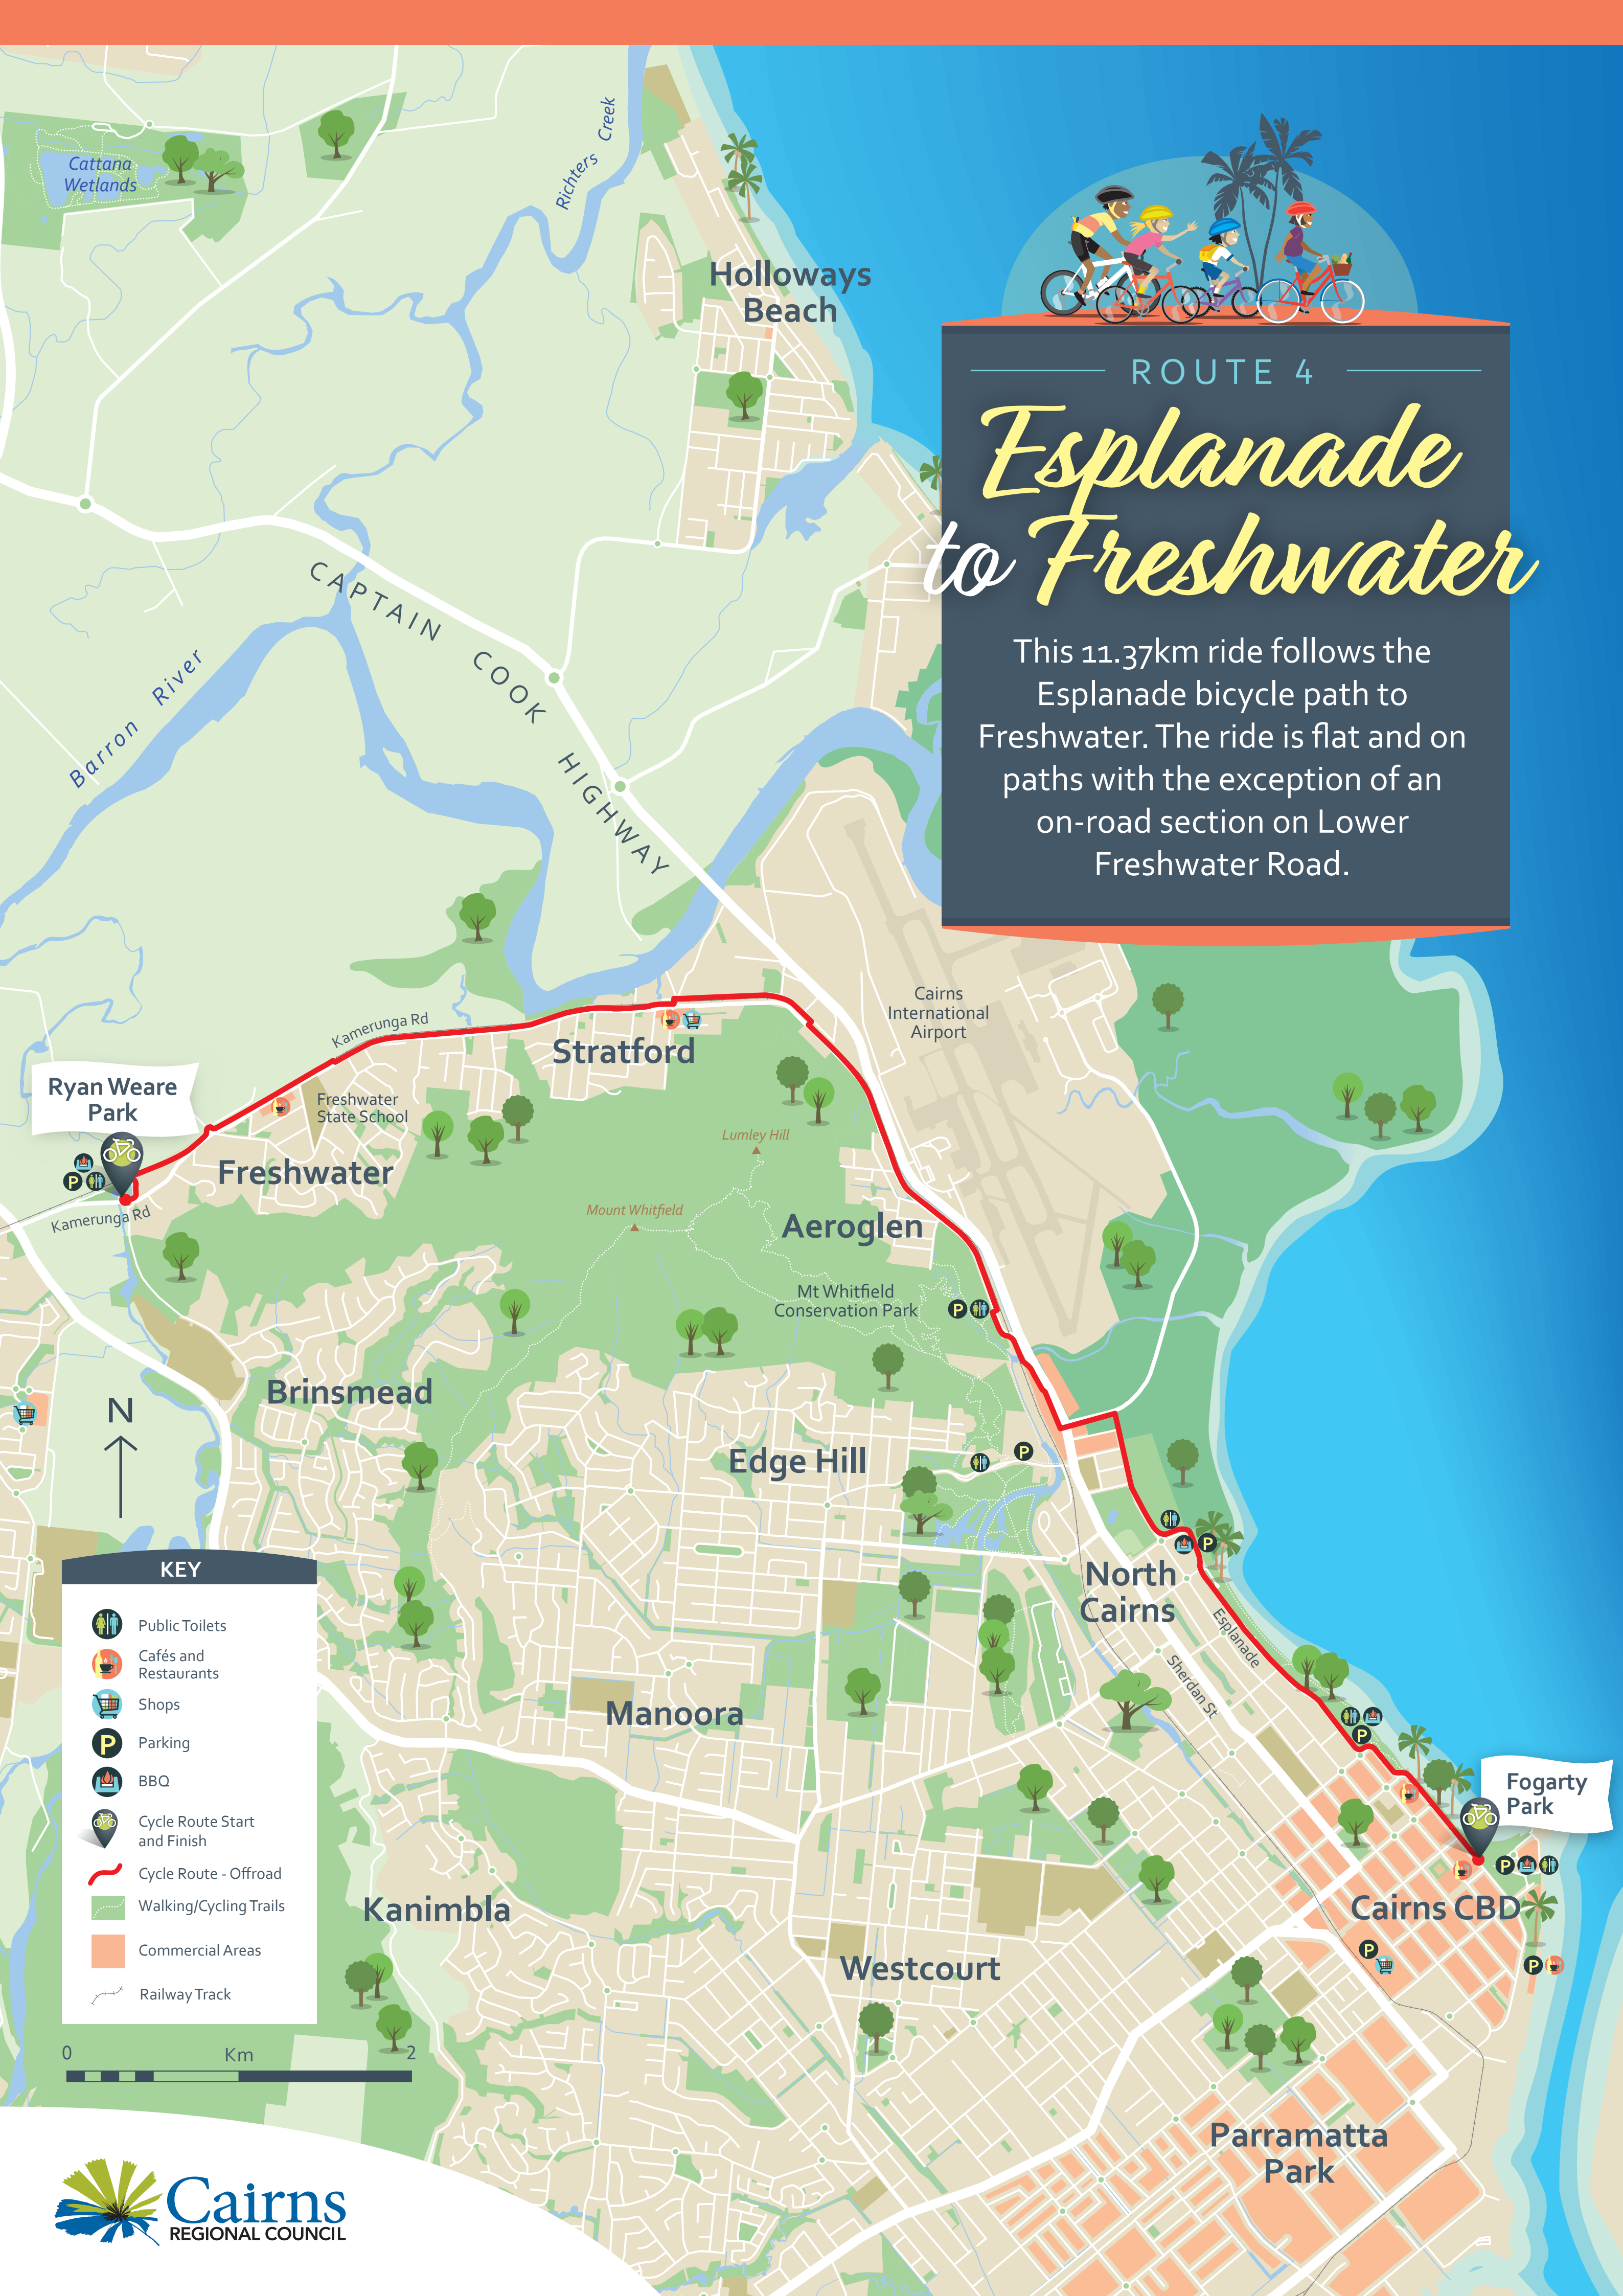 ROUTE 4
Esplanade
to Freshwater
This 11.37km ride follows the
Esplanade bicycle path to
Freshwater. The ride is flat and on
paths with the exception of an
on-road section on Lower
Freshwater Road.
Cattana
Wetlands
Richters Creek
Holloways
Beach
Barron River
CAPTAIN COOK HIGHWAY
Cairns
International
Airport
Kamerunga Rd
Stratford
Ryan Weare
Park
Freshwater
State School
Lumley Hill
Freshwater
Kamerunga Rd
Mount Whitfield
Aeroglen
Mt Whitfield
Conservation Park
P
P
Brinsmead
N
Edge Hill
P
P
North
Cairns
Esplanade
Sherdan St
Manoora
P
Fogarty
Park
P
Cairns CBD
Kanimbla
P
P
Westcourt
Parramatta
Park
KEY
Public Toilets
Cafés and
Restaurants
Shops
P
Parking
BBQ
Cycle Route Start
and Finish
Cycle Route - Offroad
Walking/Cycling Trails
Commercial Areas
Railway Track
0 Km 2
Cairns
REGIONAL COUNCIL